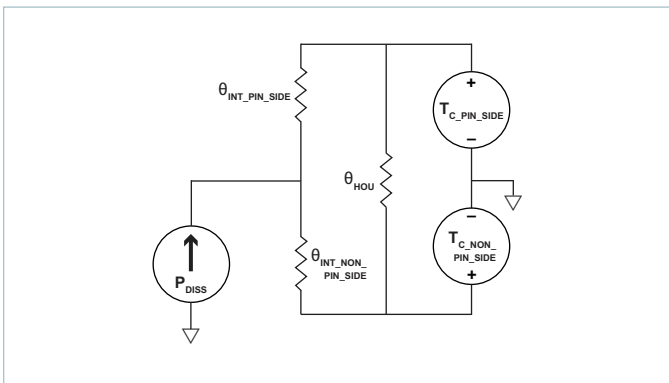 θINT_PIN_SIDE
+
TC_PIN_SIDE
–
θHOU
–
TC_NON_
PIN_SIDE
+
θINT_NON_
PIN_SIDE
PDISS